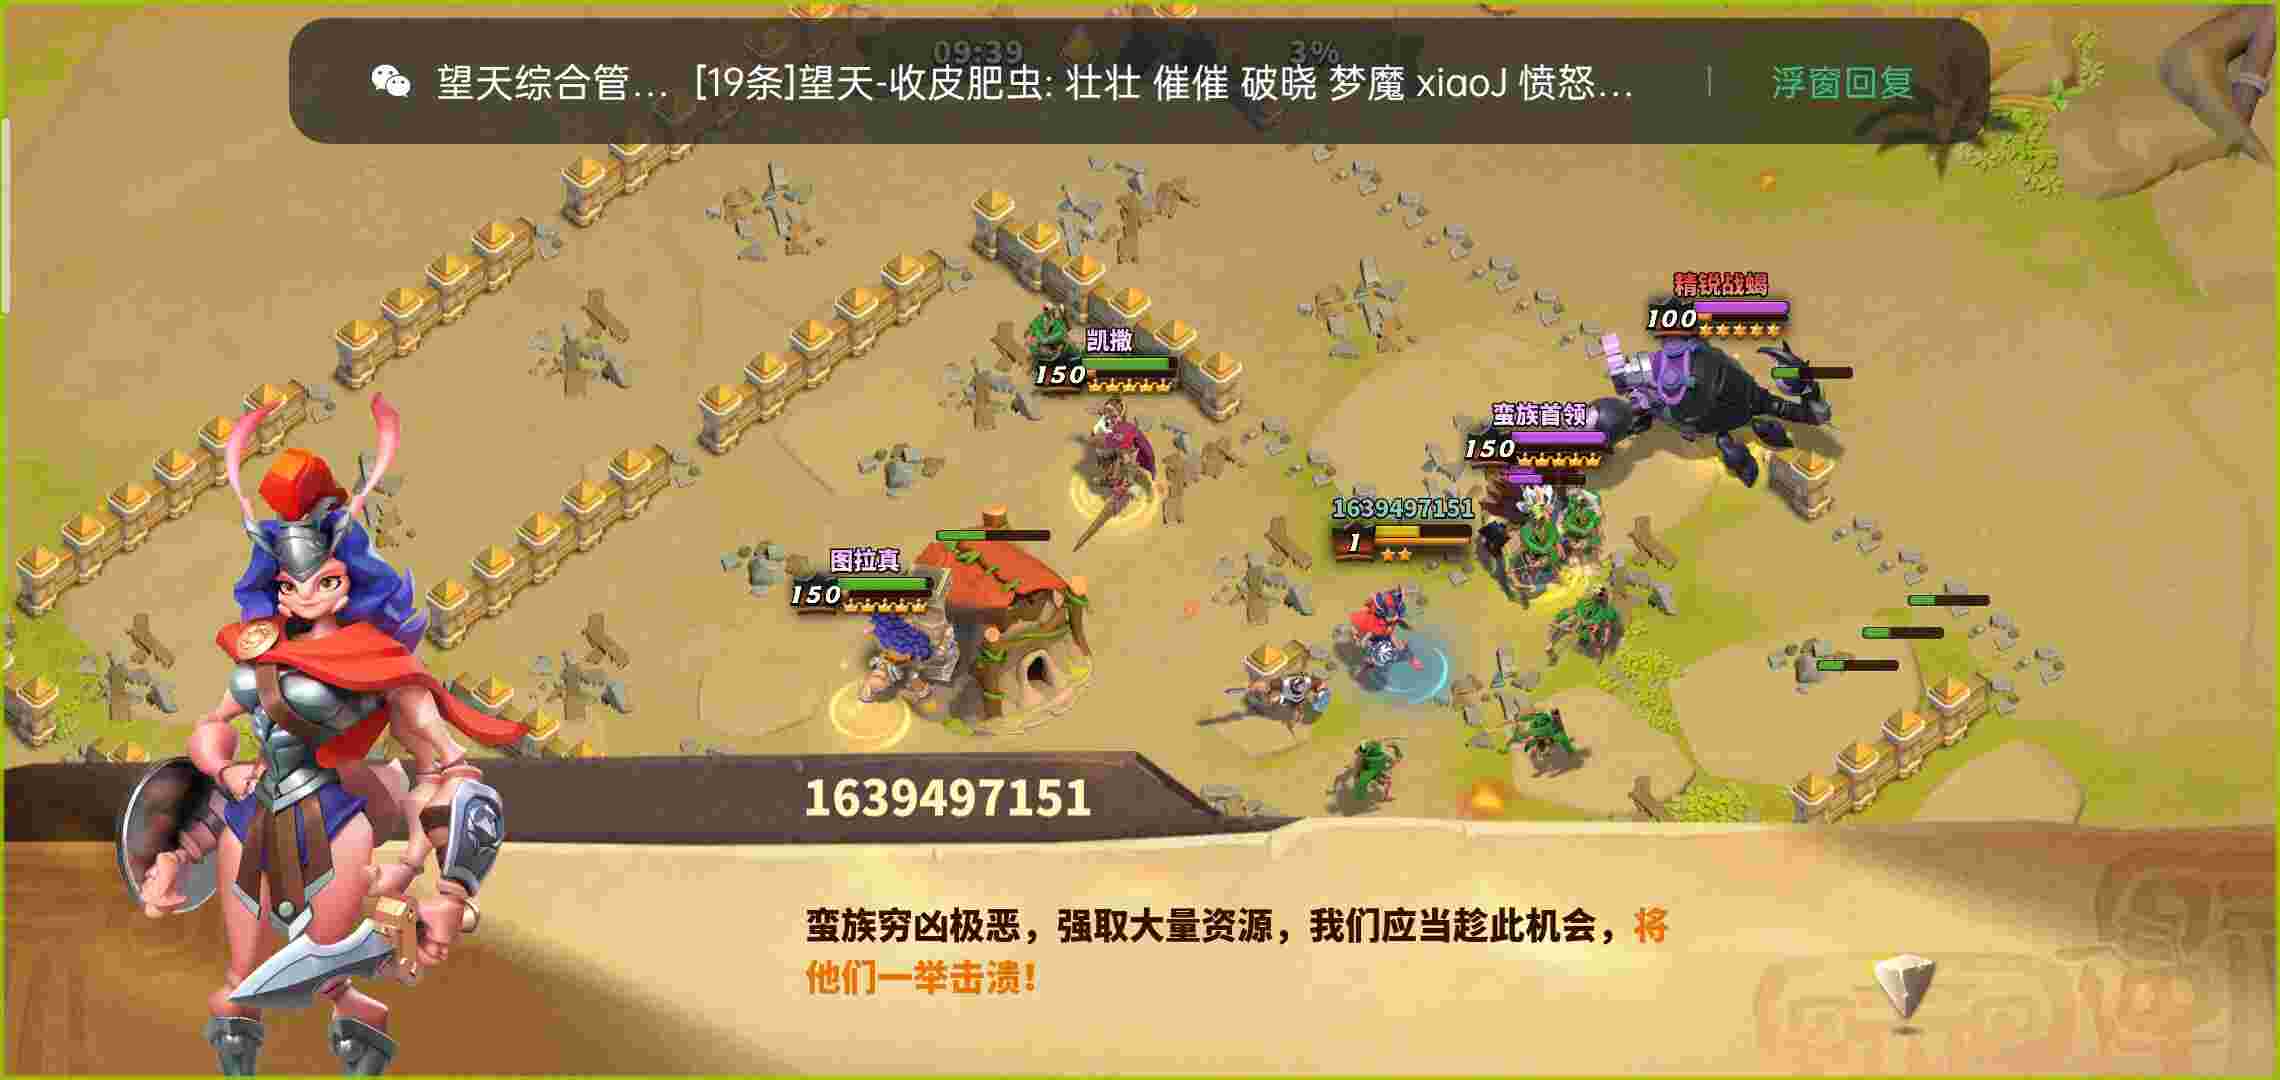 09:39
3%
望天综合管... [19条]望天-收皮肥虫: 壮壮 催催 破晓 梦魔 xiaoJ 愤怒...
浮窗回复
精锐战蝎
100
凯撒
150
蛮族首领
150
1639497151
1
图拉真
150
1639497151
蛮族穷凶极恶，强取大量资源，我们应当趁此机会，将
他们一举击溃！